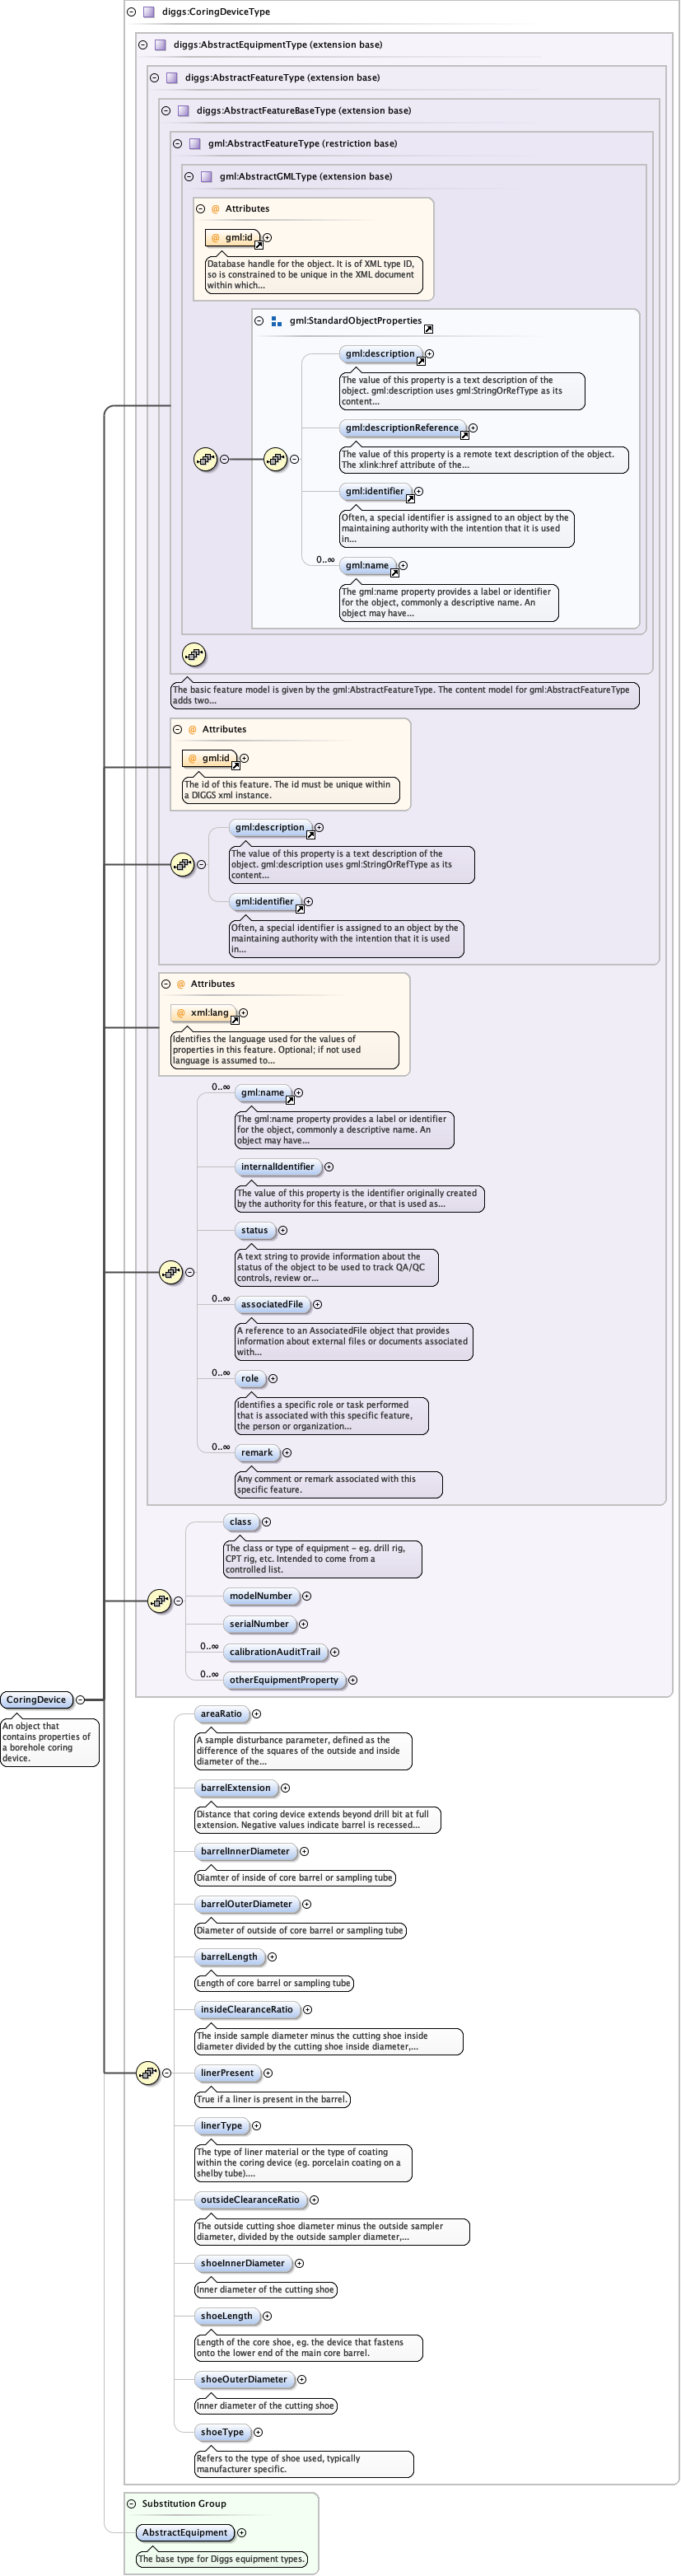 diggs:CoringDeviceType
diggs:AbstractEquipmentType (extension base)
diggs:AbstractFeatureType (extension base)
diggs:AbstractFeatureBaseType (extension base)
gml:AbstractFeatureType (restriction base)
gml:AbstractGMLType (extension base)
@ Attributes
@ gml:id
Database handle for the object. It is of XML type ID,
so is constrained to be unique in the XML document
within which...
gml:StandardObjectProperties
gml:description
The value of this property is a text description of the
object. gml:description uses gml:StringOrRefType as its
content...
gml:descriptionReference
The value of this property is a remote text description of the object.
The xlink:href attribute of the...
gml:identifier
Often, a special identifier is assigned to an object by the
maintaining authority with the intention that it is used
in...
0..∞
gml:name
The gml:name property provides a label or identifier
for the object, commonly a descriptive name. An
object may have...
The basic feature model is given by the gml:AbstractFeatureType. The content model for gml:AbstractFeatureType
adds two...
@ Attributes
@ gml:id
The id of this feature. The id must be unique within
a DIGGS xml instance.
gml:description
The value of this property is a text description of the
object. gml:description uses gml:StringOrRefType as its
content...
gml:identifier
Often, a special identifier is assigned to an object by the
maintaining authority with the intention that it is used
in...
@ Attributes
@ xml:lang
Identifies the language used for the values of
properties in this feature. Optional; if not used
language is assumed to...
0..∞
gml:name
The gml:name property provides a label or identifier
for the object, commonly a descriptive name. An
object may have...
internalIdentifier
The value of this property is the identifier originally created
by the authority for this feature, or that is used as...
status
A text string to provide information about the
status of the object to be used to track QA/QC
controls, review or...
0..∞
associatedFile
A reference to an AssociatedFile object that provides
information about external files or documents associated
with...
0..∞
role
Identifies a specific role or task performed
that is associated with this specific feature,
the person or organization...
0..∞
remark
Any comment or remark associated with this
specific feature.
class
The class or type of equipment - eg. drill rig,
CPT rig, etc. Intended to come from a
controlled list.
modelNumber
serialNumber
0..∞
calibrationAuditTrail
0..∞
otherEquipmentProperty
CoringDevice
An object that
contains properties of
a borehole coring
device.
areaRatio
A sample disturbance parameter, defined as the
difference of the squares of the outside and inside
diameter of the...
barrelExtension
Distance that coring device extends beyond drill bit at full
extension. Negative values indicate barrel is recessed...
barrelInnerDiameter
Diamter of inside of core barrel or sampling tube
barrelOuterDiameter
Diameter of outside of core barrel or sampling tube
barrelLength
Length of core barrel or sampling tube
insideClearanceRatio
The inside sample diameter minus the cutting shoe inside
diameter divided by the cutting shoe inside diameter,...
linerPresent
True if a liner is present in the barrel.
linerType
The type of liner material or the type of coating
within the coring device (eg. porcelain coating on a
shelby tube)....
outsideClearanceRatio
The outside cutting shoe diameter minus the outside sampler
diameter, divided by the outside sampler diameter,...
shoeInnerDiameter
Inner diameter of the cutting shoe
shoeLength
Length of the core shoe, eg. the device that fastens
onto the lower end of the main core barrel.
shoeOuterDiameter
Inner diameter of the cutting shoe
shoeType
Refers to the type of shoe used, typically
manufacturer specific.
Substitution Group
AbstractEquipment
The base type for Diggs equipment types.